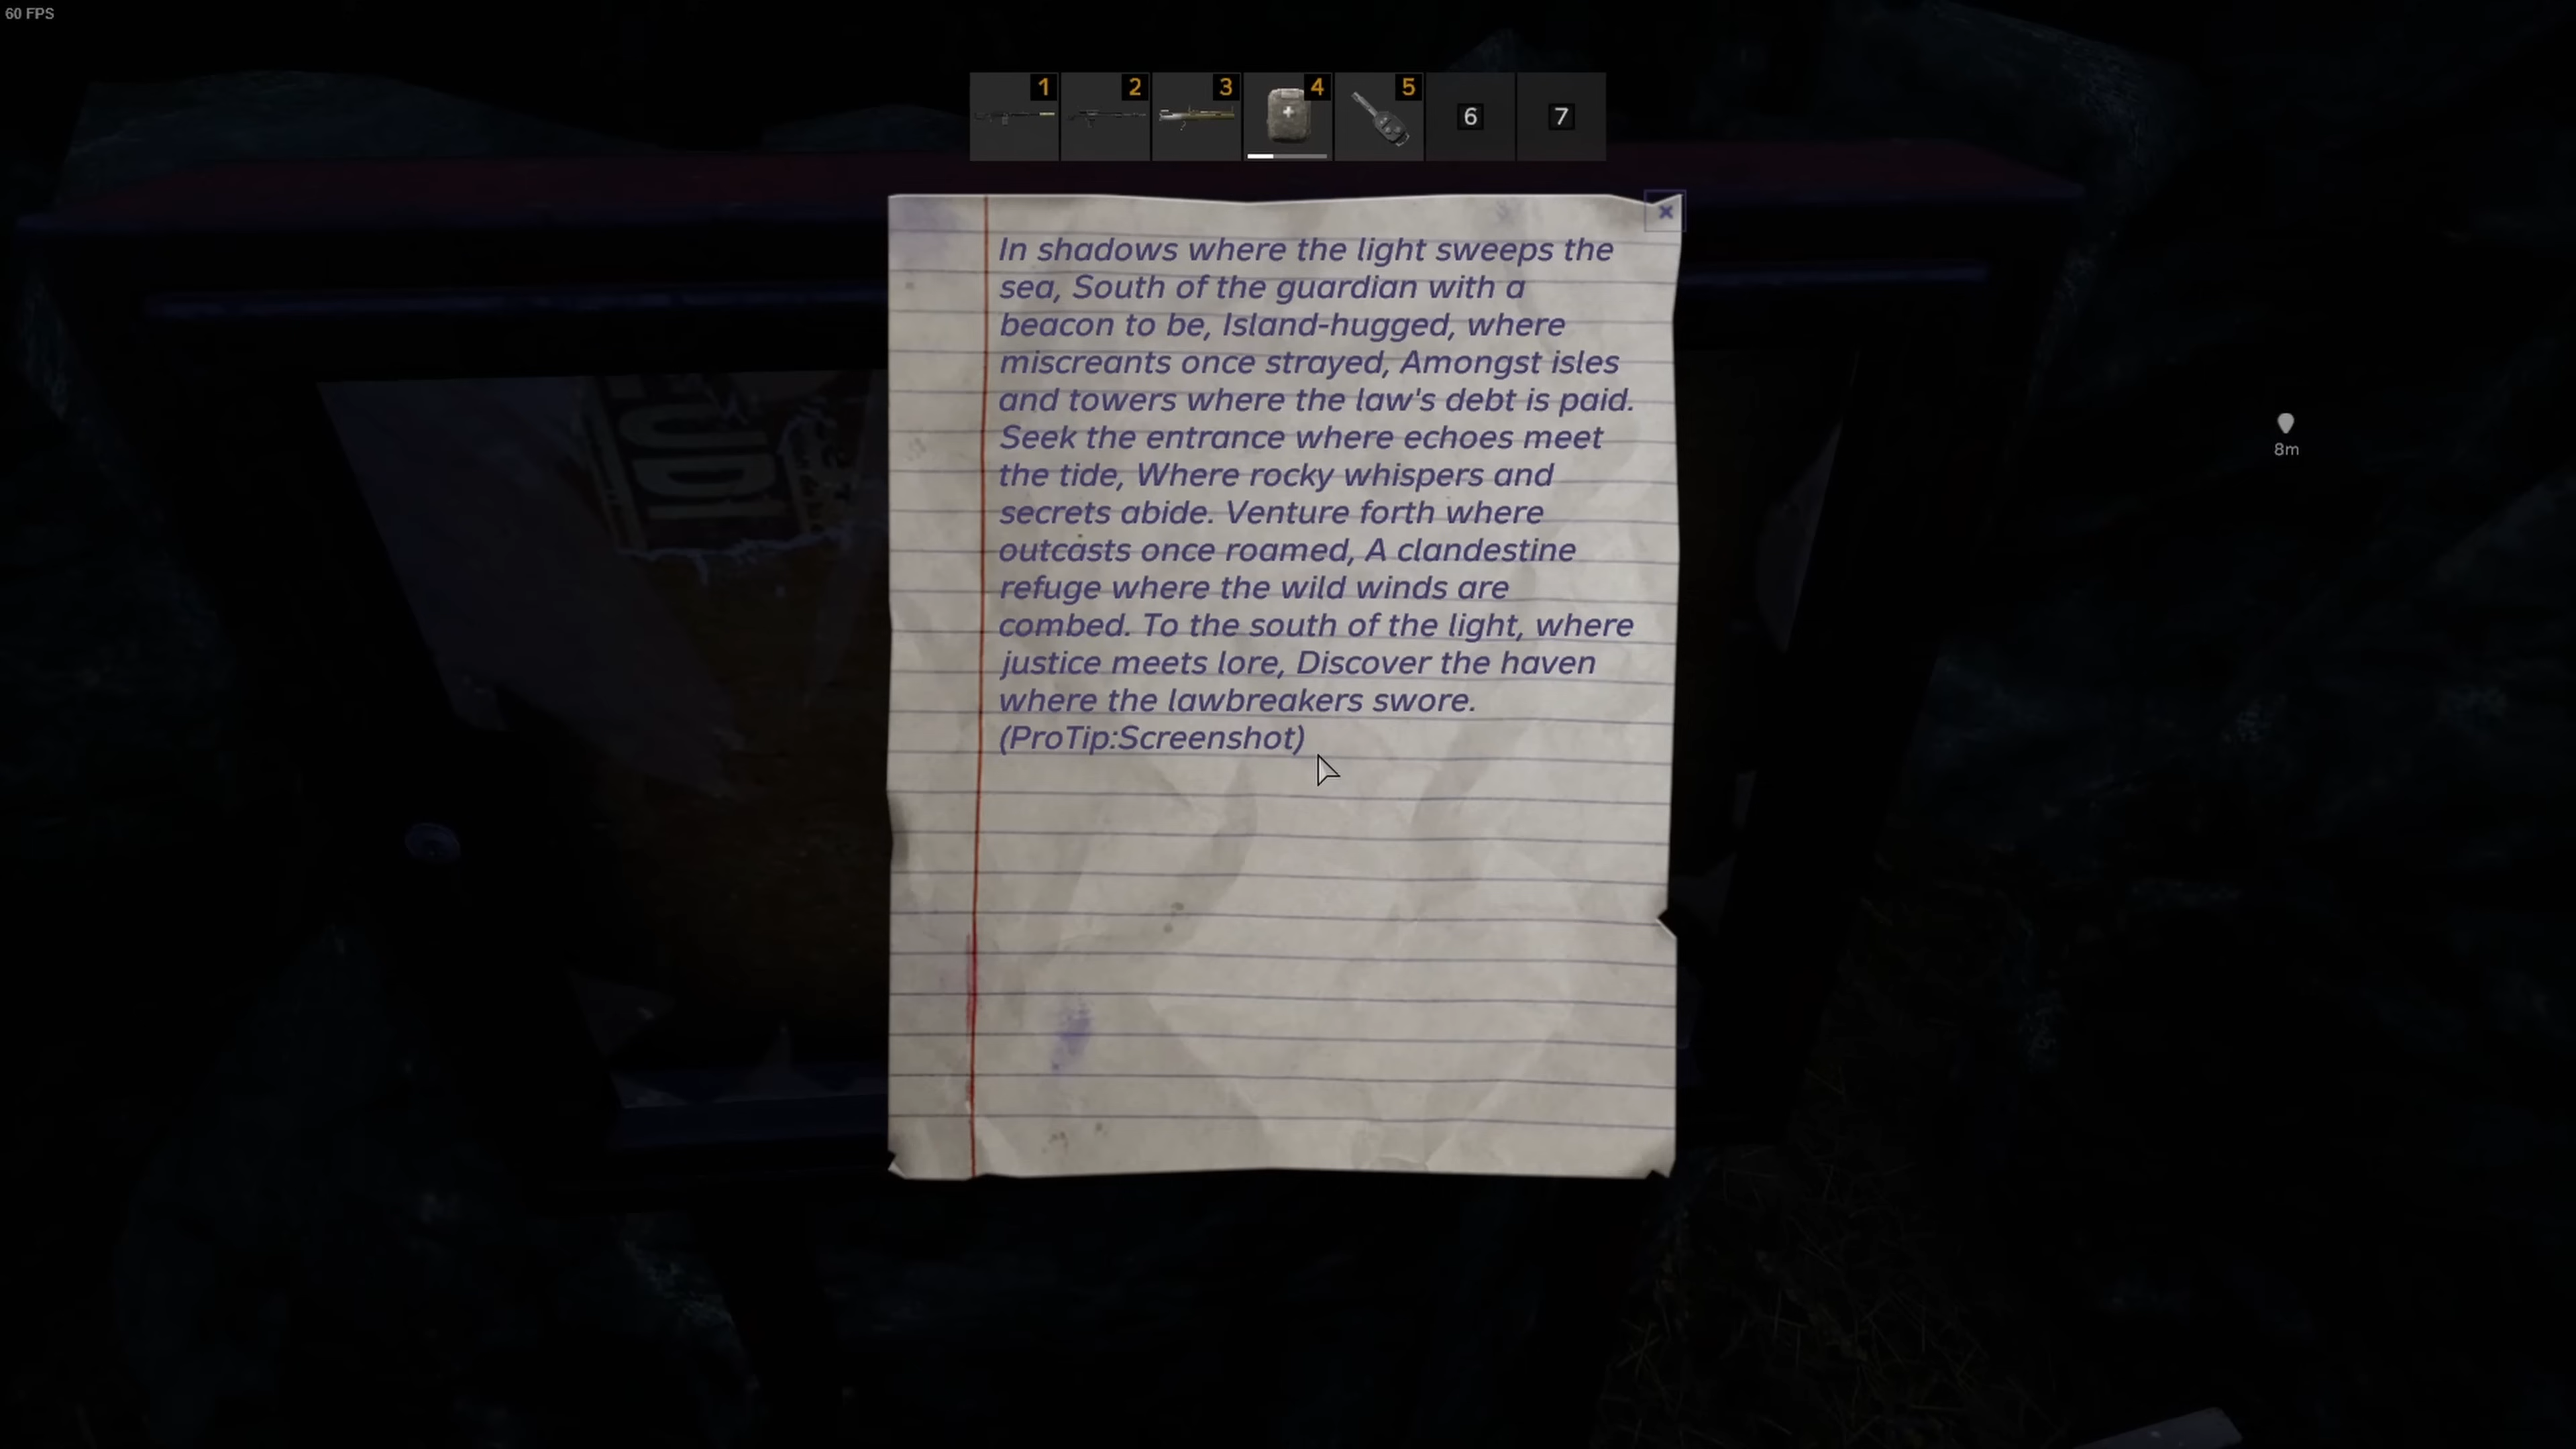 60 FPS
1 2 3 4 5 6 7
In shadows where the light sweeps the
sea, South of the guardian with a
beacon to be, Island-hugged, where
miscreants once strayed, Amongst isles
and towers where the law's debt is paid.
Seek the entrance where echoes meet
the tide, Where rocky whispers and
secrets abide. Venture forth where
outcasts once roamed, A clandestine
refuge where the wild winds are
combed. To the south of the light, where
justice meets lore, Discover the haven
where the lawbreakers swore.
(ProTip:Screenshot)
8m